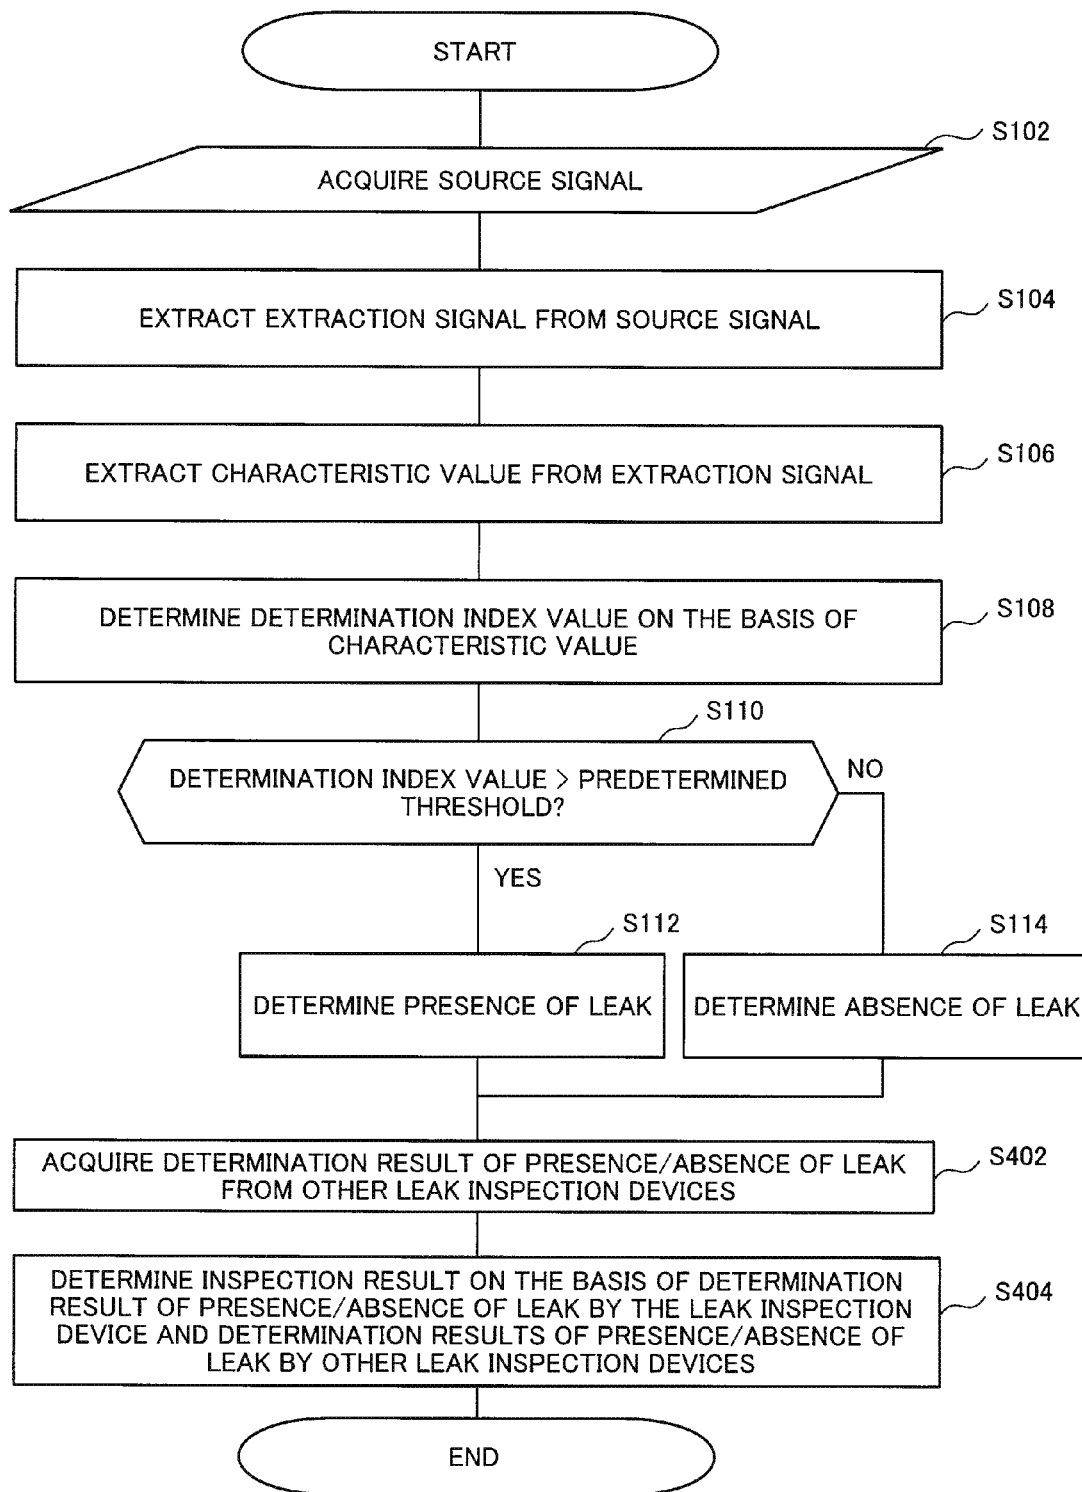 START
S102
ACQUIRE SOURCE SIGNAL
S104
EXTRACT EXTRACTION SIGNAL FROM SOURCE SIGNAL
S106
EXTRACT CHARACTERISTIC VALUE FROM EXTRACTION SIGNAL
S108
DETERMINE DETERMINATION INDEX VALUE ON THE BASIS OF
CHARACTERISTIC VALUE
S110
DETERMINATION INDEX VALUE > PREDETERMINED
THRESHOLD?
NO
YES
S112
S114
DETERMINE PRESENCE OF LEAK
DETERMINE ABSENCE OF LEAK
S402
ACQUIRE DETERMINATION RESULT OF PRESENCE/ABSENCE OF LEAK
FROM OTHER LEAK INSPECTION DEVICES
S404
DETERMINE INSPECTION RESULT ON THE BASIS OF DETERMINATION
RESULT OF PRESENCE/ABSENCE OF LEAK BY THE LEAK INSPECTION
DEVICE AND DETERMINATION RESULTS OF PRESENCE/ABSENCE OF
LEAK BY OTHER LEAK INSPECTION DEVICES
END